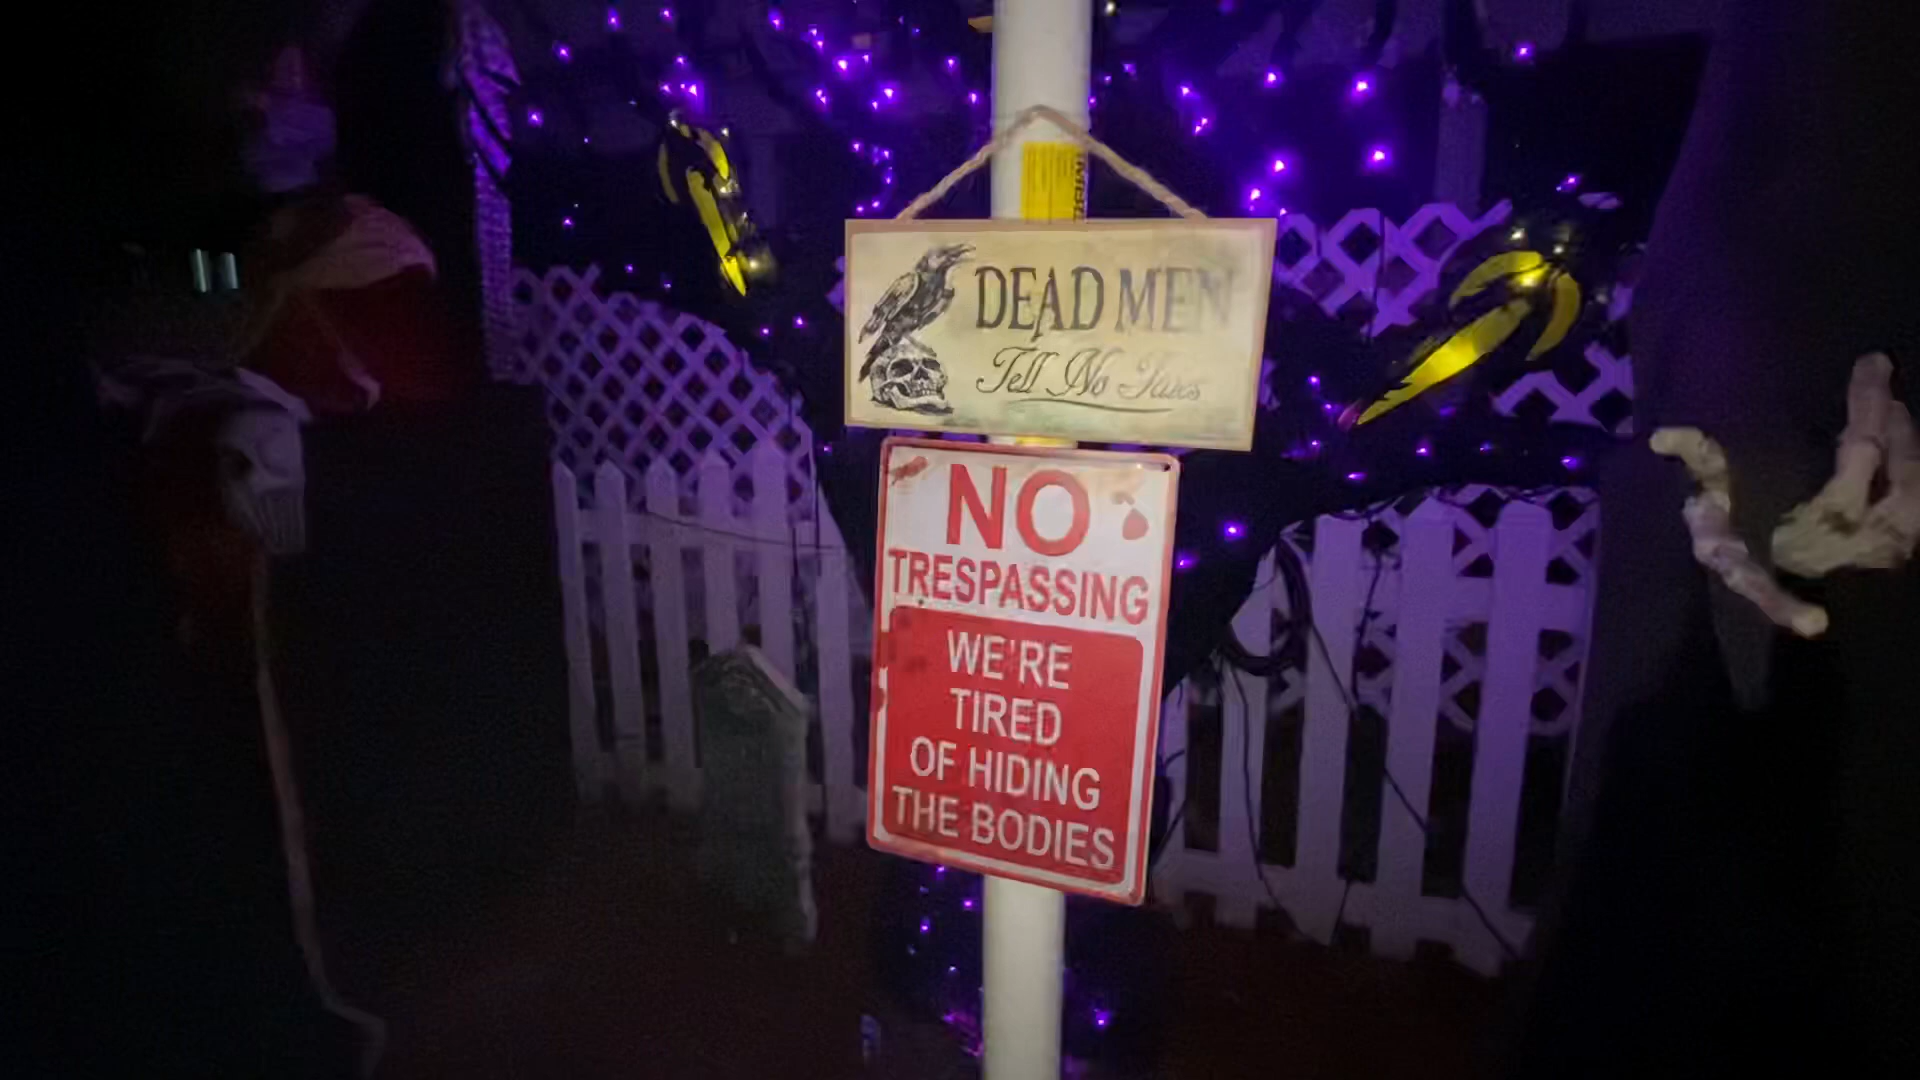 DEAD MEN
Tell No Tales
NO
TRESPASSING
WE'RE
TIRED
OF HIDING
THE BODIES